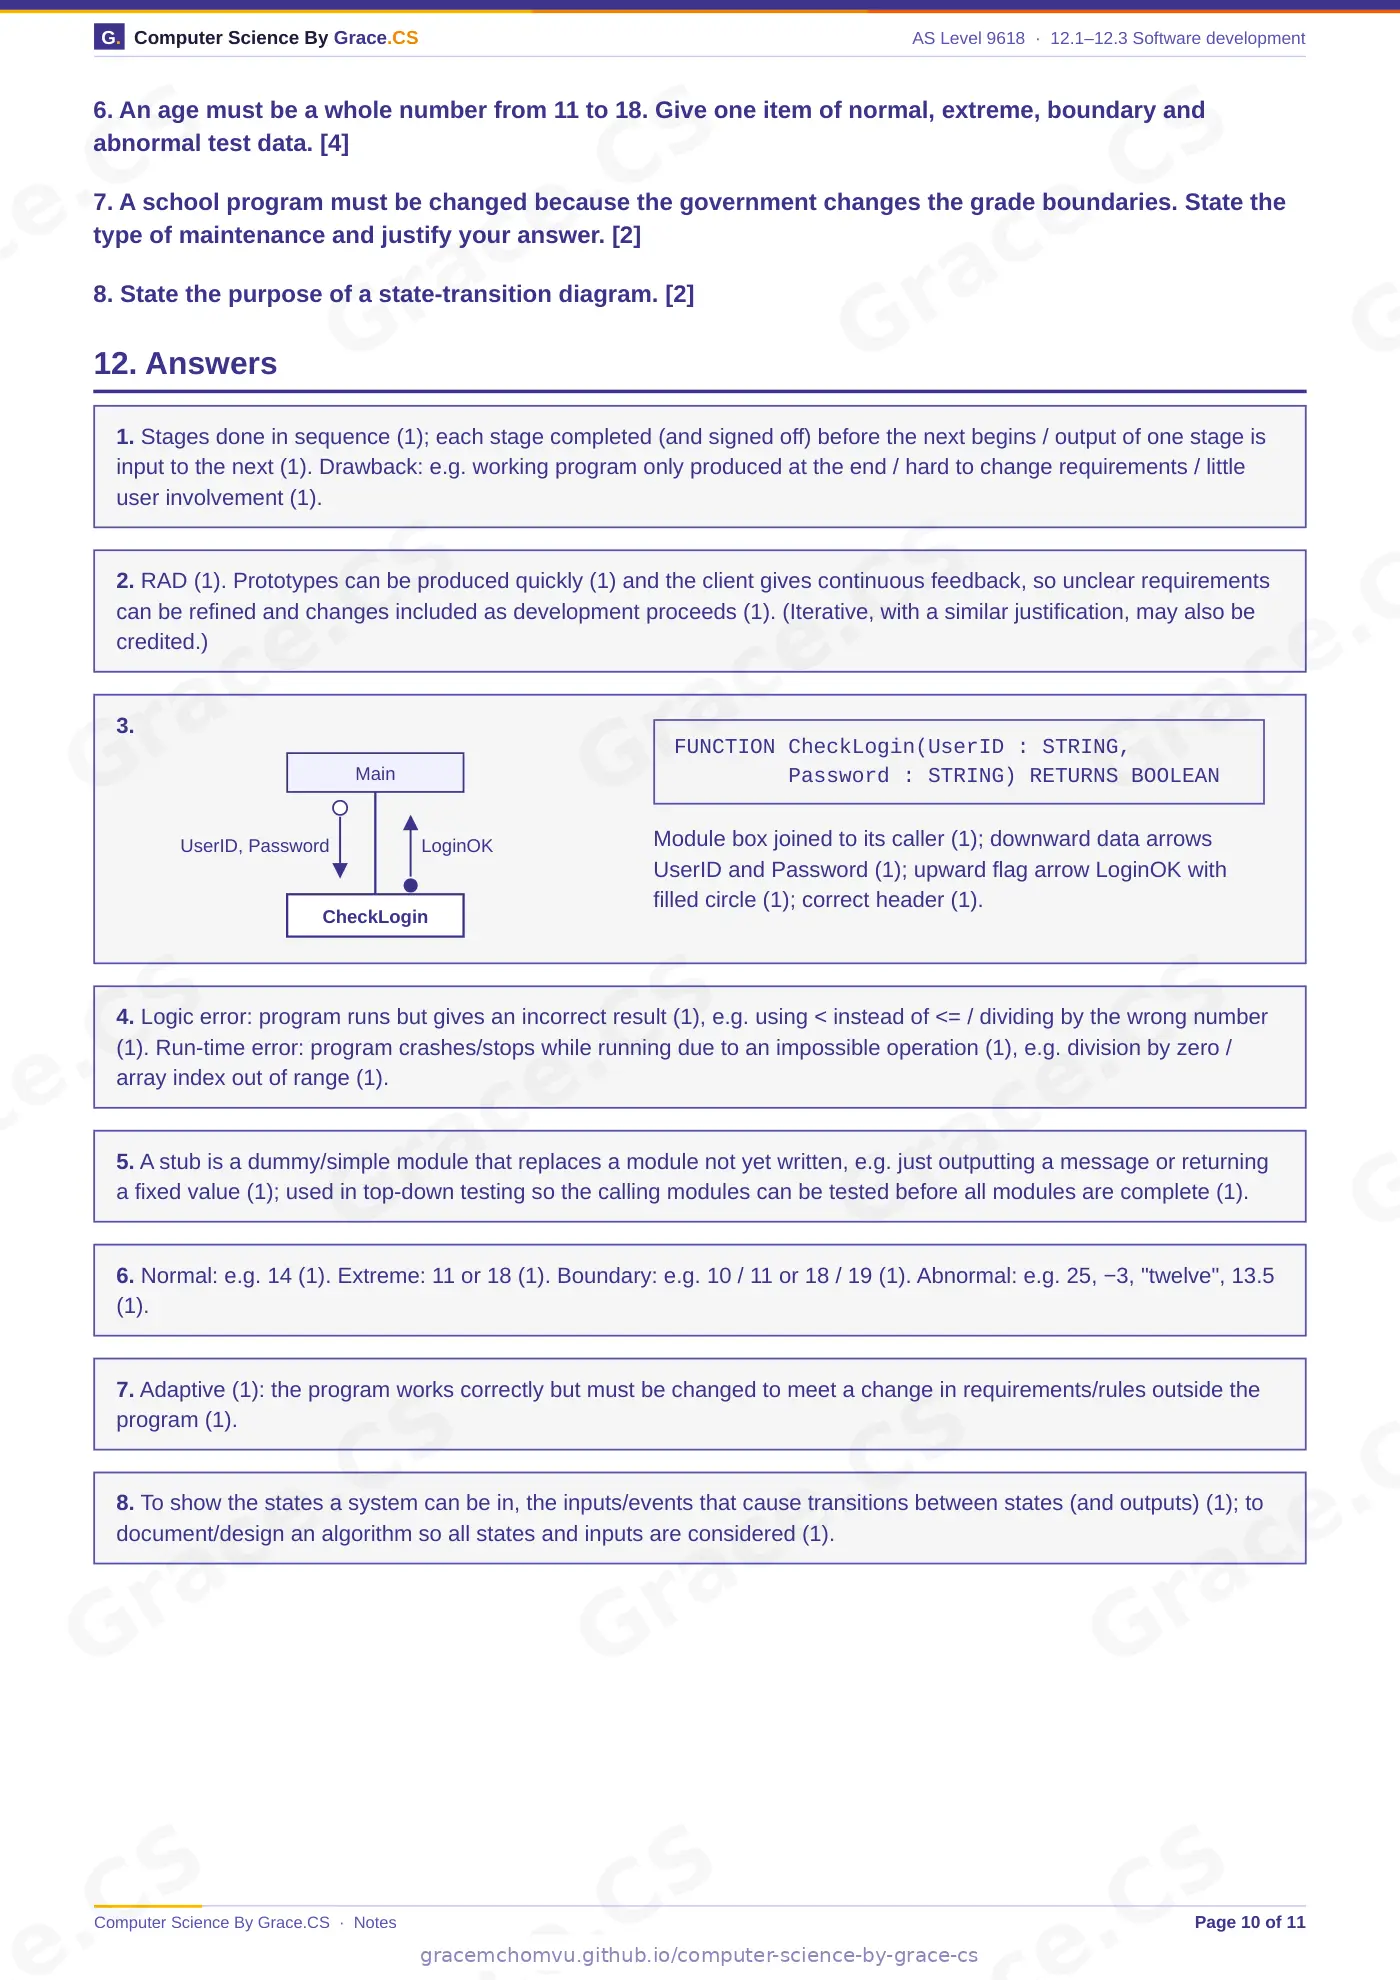 G. Computer Science By Grace.CS
AS Level 9618 · 12.1–12.3 Software development
6. An age must be a whole number from 11 to 18. Give one item of normal, extreme, boundary and
abnormal test data. [4]
7. A school program must be changed because the government changes the grade boundaries. State the
type of maintenance and justify your answer. [2]
8. State the purpose of a state-transition diagram. [2]
12. Answers
1. Stages done in sequence (1); each stage completed (and signed off) before the next begins / output of one stage is
input to the next (1). Drawback: e.g. working program only produced at the end / hard to change requirements / little
user involvement (1).
2. RAD (1). Prototypes can be produced quickly (1) and the client gives continuous feedback, so unclear requirements
can be refined and changes included as development proceeds (1). (Iterative, with a similar justification, may also be
credited.)
3.
Main
UserID, Password
LoginOK
CheckLogin
FUNCTION CheckLogin(UserID : STRING,
Password : STRING) RETURNS BOOLEAN
Module box joined to its caller (1); downward data arrows
UserID and Password (1); upward flag arrow LoginOK with
filled circle (1); correct header (1).
4. Logic error: program runs but gives an incorrect result (1), e.g. using < instead of <= / dividing by the wrong number
(1). Run-time error: program crashes/stops while running due to an impossible operation (1), e.g. division by zero /
array index out of range (1).
5. A stub is a dummy/simple module that replaces a module not yet written, e.g. just outputting a message or returning
a fixed value (1); used in top-down testing so the calling modules can be tested before all modules are complete (1).
6. Normal: e.g. 14 (1). Extreme: 11 or 18 (1). Boundary: e.g. 10 / 11 or 18 / 19 (1). Abnormal: e.g. 25, −3, "twelve", 13.5
(1).
7. Adaptive (1): the program works correctly but must be changed to meet a change in requirements/rules outside the
program (1).
8. To show the states a system can be in, the inputs/events that cause transitions between states (and outputs) (1); to
document/design an algorithm so all states and inputs are considered (1).
Computer Science By Grace.CS · Notes
Page 10 of 11
gracemchomvu.github.io/computer-science-by-grace-cs